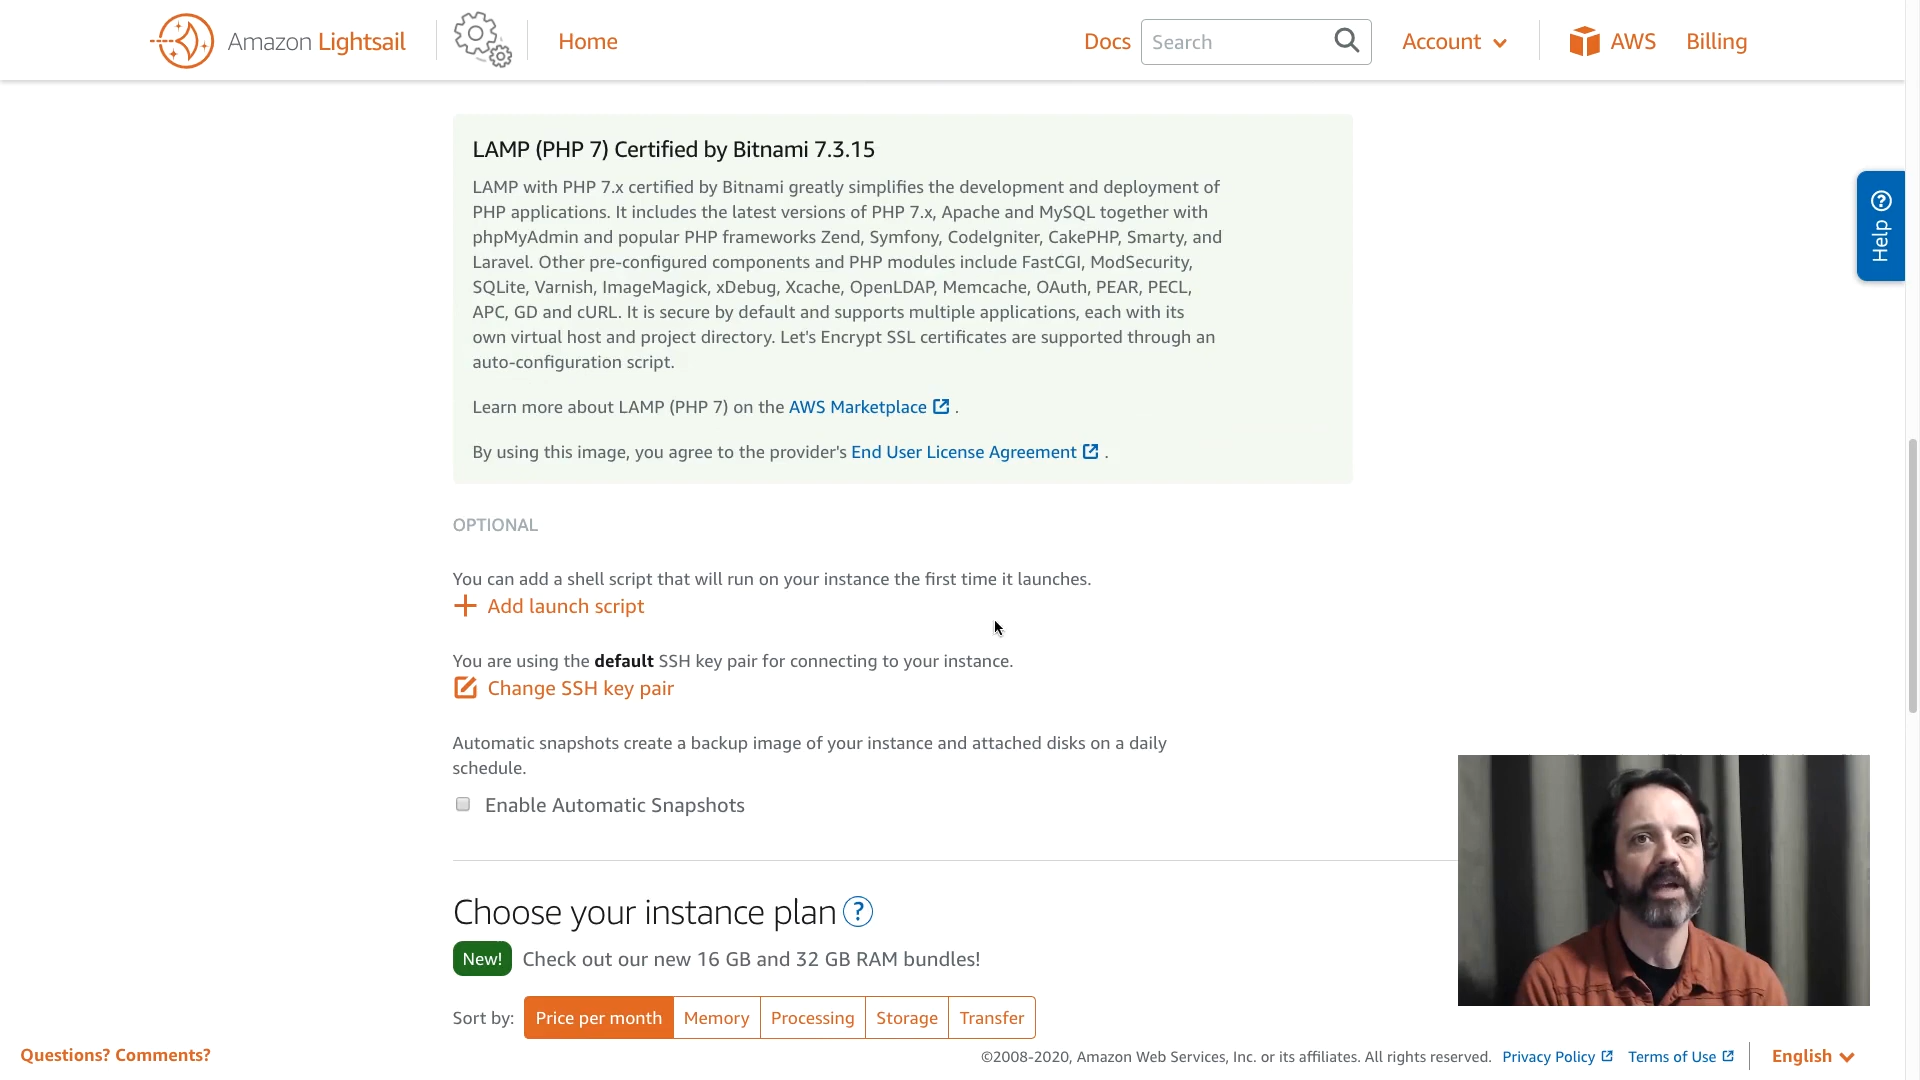 Amazon Lightsail
Home
Docs
Search
Account
AWS
Billing
LAMP (PHP 7) Certified by Bitnami 7.3.15
LAMP with PHP 7.x certified by Bitnami greatly simplifies the development and deployment of
PHP applications. It includes the latest versions of PHP 7.x, Apache and MySQL together with
phpMyAdmin and popular PHP frameworks Zend, Symfony, CodeIgniter, CakePHP, Smarty, and
Laravel. Other pre-configured components and PHP modules include FastCGI, ModSecurity,
SQLite, Varnish, ImageMagick, xDebug, Xcache, OpenLDAP, Memcache, OAuth, PEAR, PECL,
APC, GD and cURL. It is secure by default and supports multiple applications, each with its
own virtual host and project directory. Let's Encrypt SSL certificates are supported through an
auto-configuration script.
Learn more about LAMP (PHP 7) on the AWS Marketplace .
By using this image, you agree to the provider's End User License Agreement .
Help ?
OPTIONAL
You can add a shell script that will run on your instance the first time it launches.
Add launch script
You are using the default SSH key pair for connecting to your instance.
Change SSH key pair
Automatic snapshots create a backup image of your instance and attached disks on a daily
schedule.
Enable Automatic Snapshots
Choose your instance plan ?
New! Check out our new 16 GB and 32 GB RAM bundles!
Sort by: Price per month Memory Processing Storage Transfer
Questions? Comments?
©2008-2020, Amazon Web Services, Inc. or its affiliates. All rights reserved. Privacy Policy Terms of Use
English